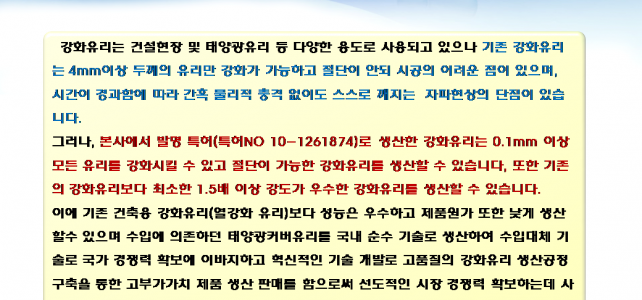 강화유리는 건설현장 및 태양광유리 등 다양한 용도로 사용되고 있으나 기존 강화유리
는 4mm이상 두께의 유리만 강화가 가능하고 절단이 안되 시공의 어려운 점이 있으며,
시간이 경과함에 따라 간혹 물리적 충격 없이도 스스로 깨지는 자파현상의 단점이 있습
니다.
그러나, 본사에서 발명 특허(특허NO 10-1261874)로 생산한 강화유리는 0.1mm 이상
모든 유리를 강화시킬 수 있고 절단이 가능한 강화유리를 생산할 수 있습니다, 또한 기존
의 강화유리보다 최소한 1.5배 이상 강도가 우수한 강화유리를 생산할 수 있습니다.
이에 기존 건축용 강화유리(열강화 유리)보다 성능은 우수하고 제품원가 또한 낮게 생산
할수 있으며 수입에 의존하던 태양광커버유리를 국내 순수 기술로 생산하여 수입대체 기
술로 국가 경쟁력 확보에 이바지하고 혁신적인 기술 개발로 고품질의 강화유리 생산공정
구축을 통한 고부가가치 제품 생산 판매를 함으로써 선도적인 시장 경쟁력 확보하는데 사